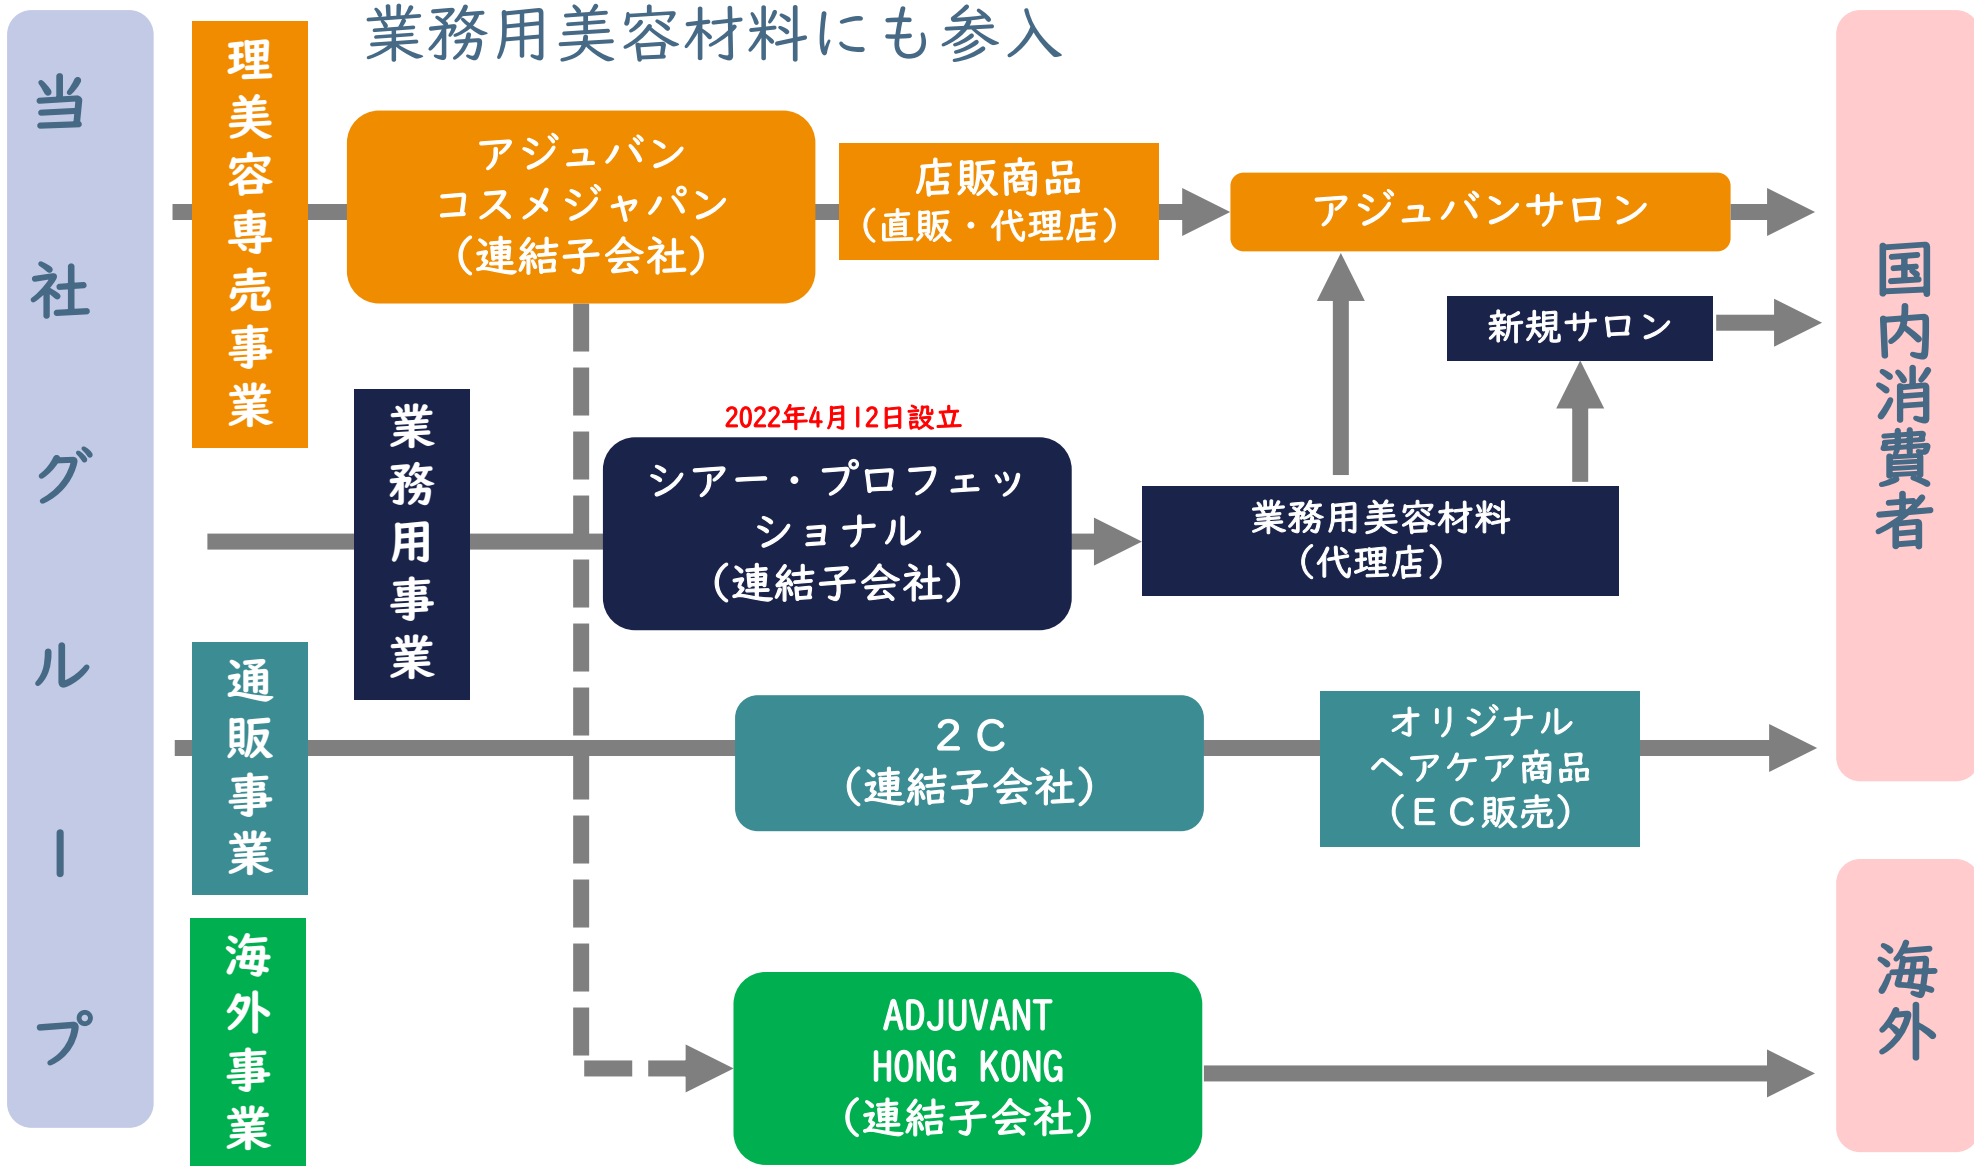 業務用美容材料にも参入
当社グループ
理美容専売事業
アジュバン
コスメジャパン
（連結子会社）
店販商品
（直販・代理店）
アジュバンサロン
新規サロン
国内消費者
業務用事業
2022年4月12日設立
シアー・プロフェッ
ショナル
（連結子会社）
業務用美容材料
（代理店）
通販事業
２Ｃ
（連結子会社）
オリジナル
ヘアケア商品
（ＥＣ販売）
海外事業
ADJUVANT
HONG KONG
（連結子会社）
海外